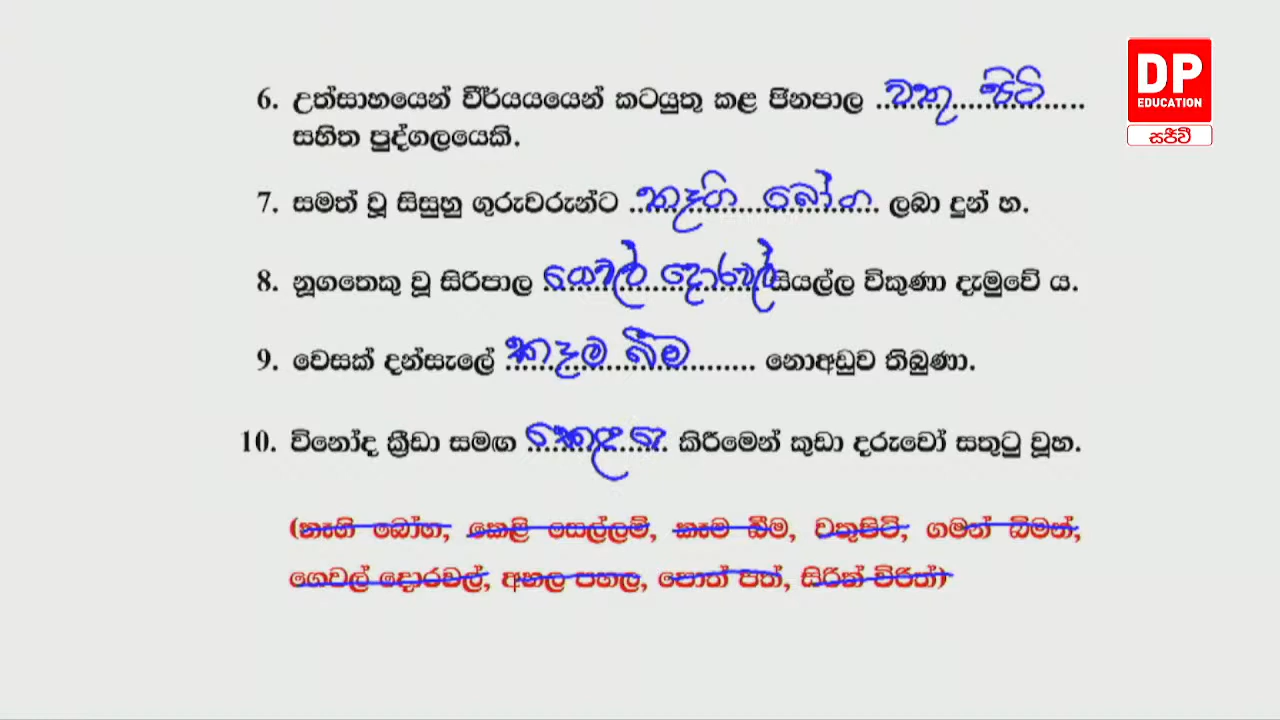 DP
EDUCATION
සජීවී
6. උත්සාහයෙන් වීර්යයයෙන් කටයුතු කළ ජිනපාල වතු පිටි
සහිත පුද්ගලයෙකි.
7. සමත් වූ සිසුහු ගුරුවරුන්ට තෑගි බෝග ලබා දුන් හ.
8. නූගතෙකු වූ සිරිපාල ගෙවල් දොරවල් සියල්ල විකුණා දැමුවේ ය.
9. වෙසක් දන්සැලේ කෑම බීම නොඅඩුව තිබුණා.
10. විනෝද ක්‍රීඩා සමඟ කිරීමෙන් කුඩා දරුවෝ සතුටු වූහ.
(තෑගි බෝග, කෙළි සෙල්ලම්, කෑම බීම, වතුපිටි, ගමන් බිමන්,
ගෙවල් දොරවල්, අහල පහල, පොත් පත්, සිරිත් විරිත්)